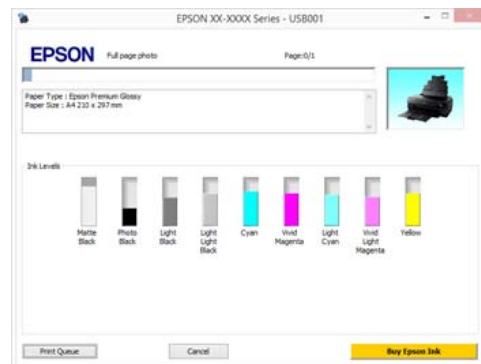 EPSON XX-XXXX Series - USB001
EPSON Full page photo Page:0/1
Paper Type : Epson Premium Glossy
Paper Size : A4 210 x 297 mm
Ink Levels
Matte Black
Photo Black
Light Black
Light Light Black
Cyan
Vivid Magenta
Light Cyan
Vivid Light Magenta
Yellow
Print Queue
Cancel
Buy Epson Ink